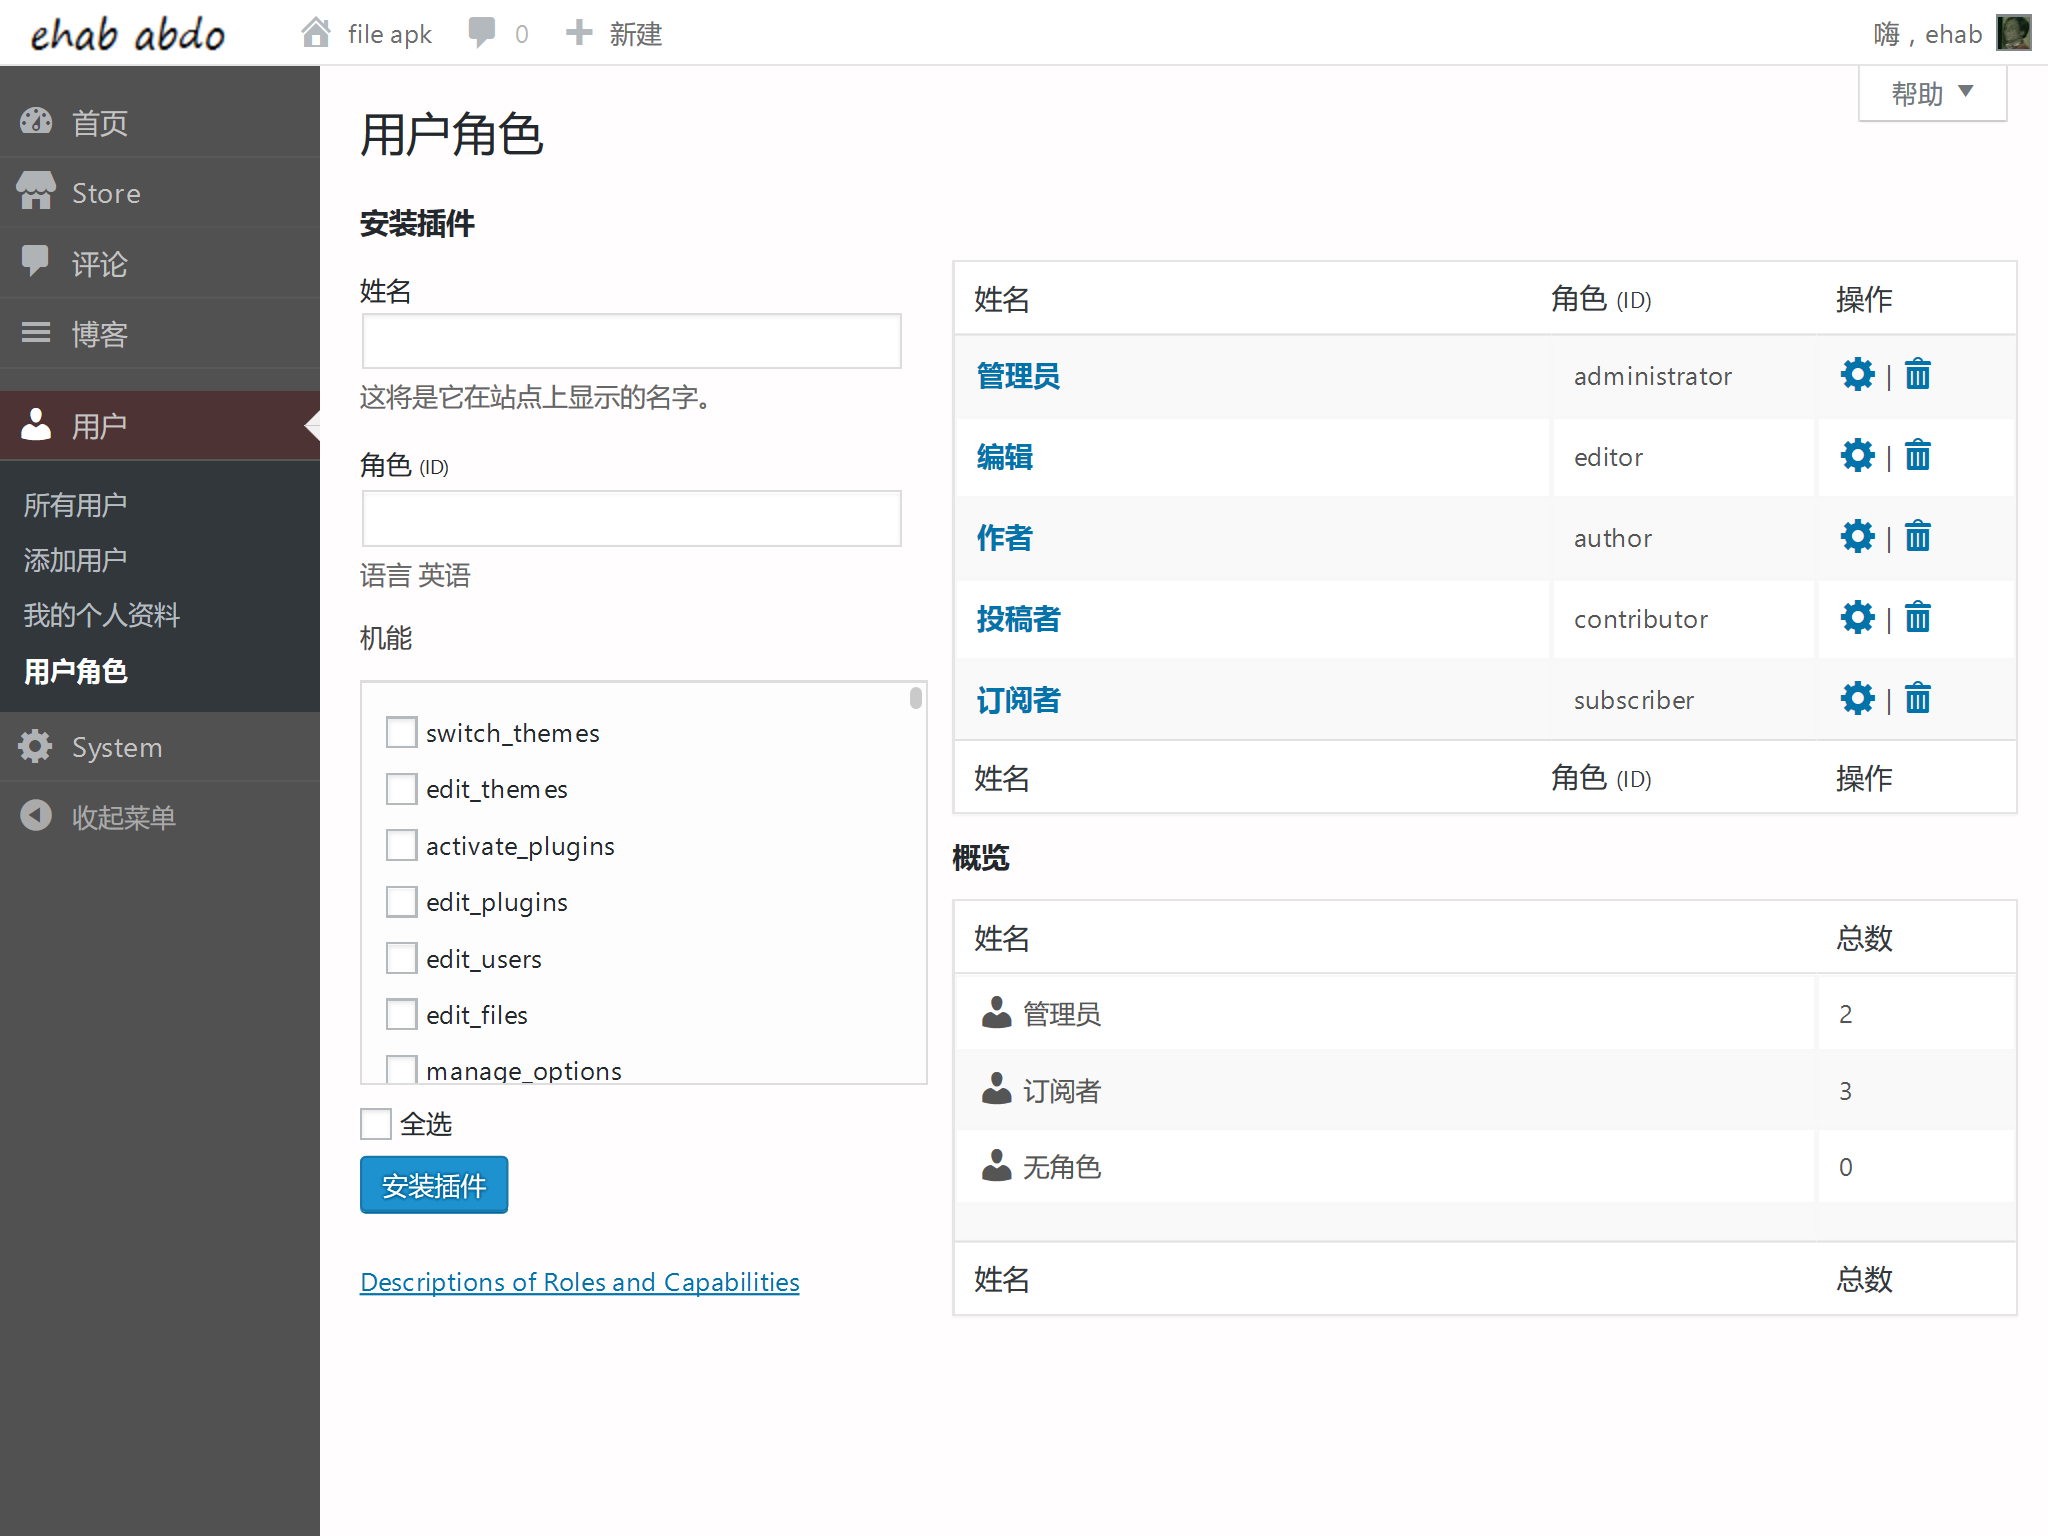 ehab abdo
file apk
0
新建
嗨，ehab
帮助
首页
Store
评论
博客
用户
所有用户
添加用户
我的个人资料
用户角色
System
收起菜单
用户角色
安装插件
姓名
这将是它在站点上显示的名字。
角色 (ID)
语言 英语
机能
switch_themes
edit_themes
activate_plugins
edit_plugins
edit_users
edit_files
manage_options
全选
安装插件
Descriptions of Roles and Capabilities
姓名 角色 (ID) 操作
管理员 administrator |
编辑 editor |
作者 author |
投稿者 contributor |
订阅者 subscriber |
姓名 角色 (ID) 操作
概览
姓名 总数
管理员 2
订阅者 3
无角色 0
姓名 总数